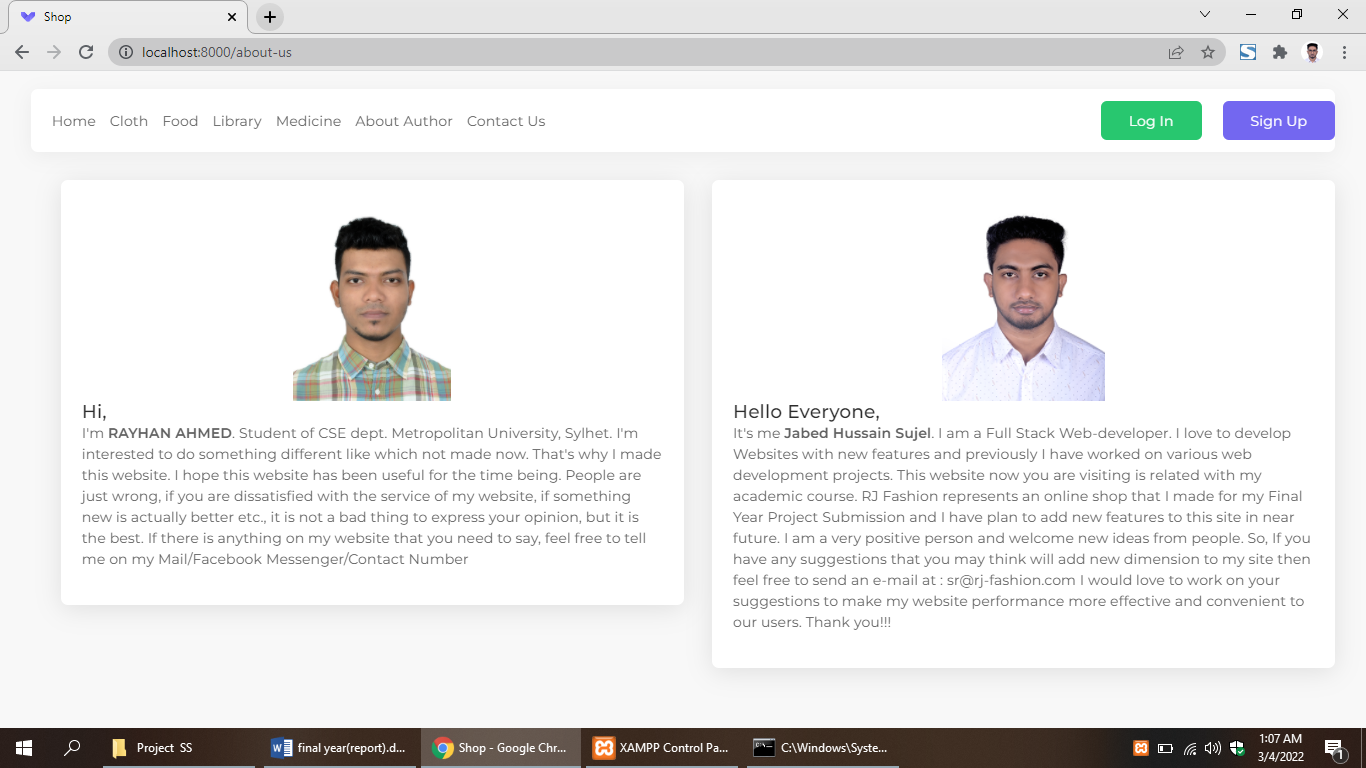 Shop
localhost:8000/about-us
Home Cloth Food Library Medicine About Author Contact Us Log In Sign Up
Hi,
I'm RAYHAN AHMED. Student of CSE dept. Metropolitan University, Sylhet. I'm
interested to do something different like which not made now. That's why I made
this website. I hope this website has been useful for the time being. People are
just wrong, if you are dissatisfied with the service of my website, if something
new is actually better etc., it is not a bad thing to express your opinion, but it is
the best. If there is anything on my website that you need to say, feel free to tell
me on my Mail/Facebook Messenger/Contact Number
Hello Everyone,
It's me Jabed Hussain Sujel. I am a Full Stack Web-developer. I love to develop
Websites with new features and previously I have worked on various web
development projects. This website now you are visiting is related with my
academic course. RJ Fashion represents an online shop that I made for my Final
Year Project Submission and I have plan to add new features to this site in near
future. I am a very positive person and welcome new ideas from people. So, If you
have any suggestions that you may think will add new dimension to my site then
feel free to send an e-mail at : sr@rj-fashion.com I would love to work on your
suggestions to make my website performance more effective and convenient to
our users. Thank you!!!
Project SS
final year(report).d...
Shop - Google Chr...
XAMPP Control Pa...
C:\Windows\Syste...
1:07 AM
3/4/2022
1